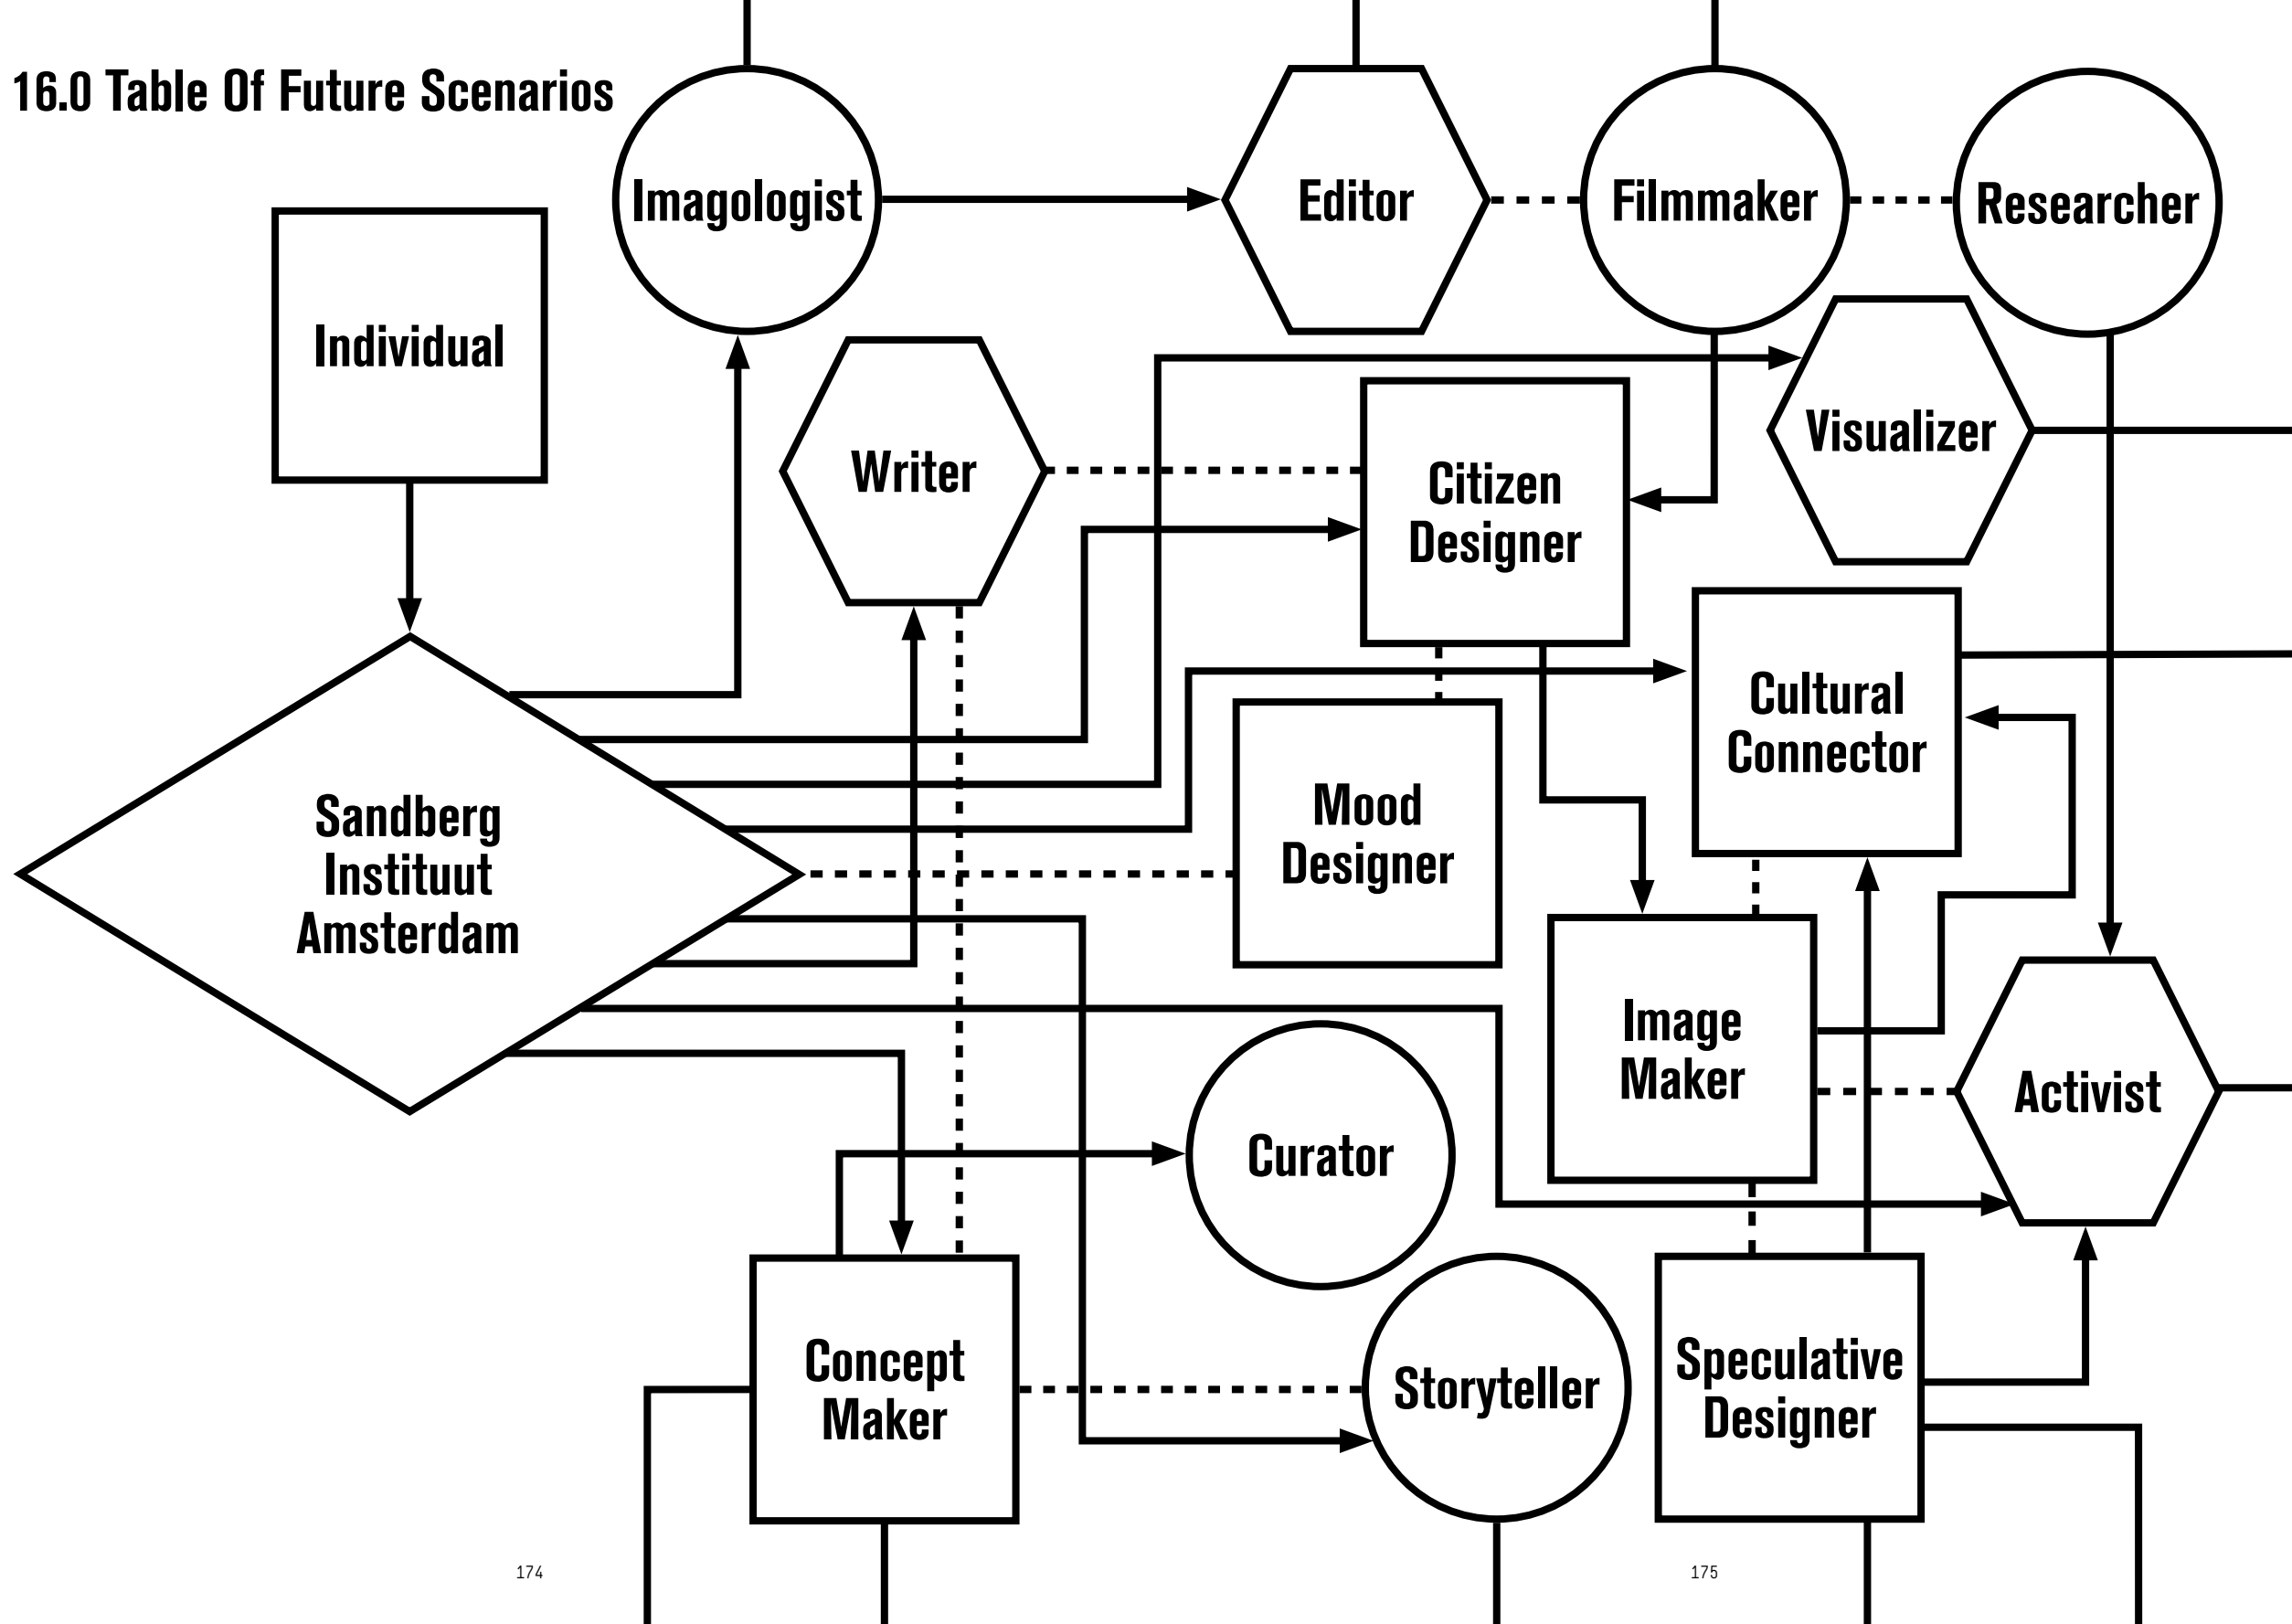 16.0 Table Of Future Scenarios
Imagologist
Editor
Filmmaker
Researcher
Individual
Writer
Visualizer
Citizen
Designer
Cultural
Connector
Sandberg
Instituut
Amsterdam
Mood
Designer
Image
Maker
Activist
Curator
Concept
Maker
Storyteller
Speculative
Designer
174
175